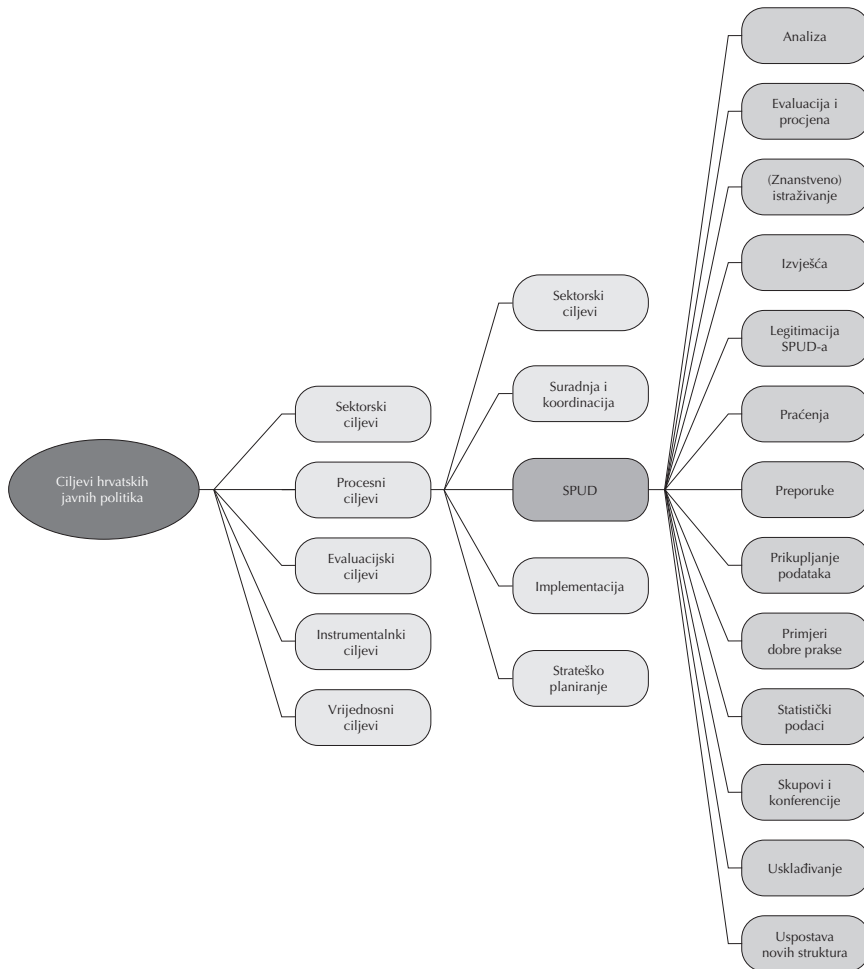 Ciljevi hrvatskih
javnih politika
Sektorski
ciljevi
Procesni
ciljevi
Evaluacijski
ciljevi
Instrumentalnki
ciljevi
Vrijednosni
ciljevi
Sektorski
ciljevi
Suradnja i
koordinacija
SPUD
Implementacija
Strateško
planiranje
Analiza
Evaluacija i
procjena
(Znanstveno)
istraživanje
Izvješća
Legitimacija
SPUD-a
Praćenja
Preporuke
Prikupljanje
podataka
Primjeri
dobre prakse
Statistički
podaci
Skupovi i
konferencije
Usklađivanje
Uspostava
novih struktura